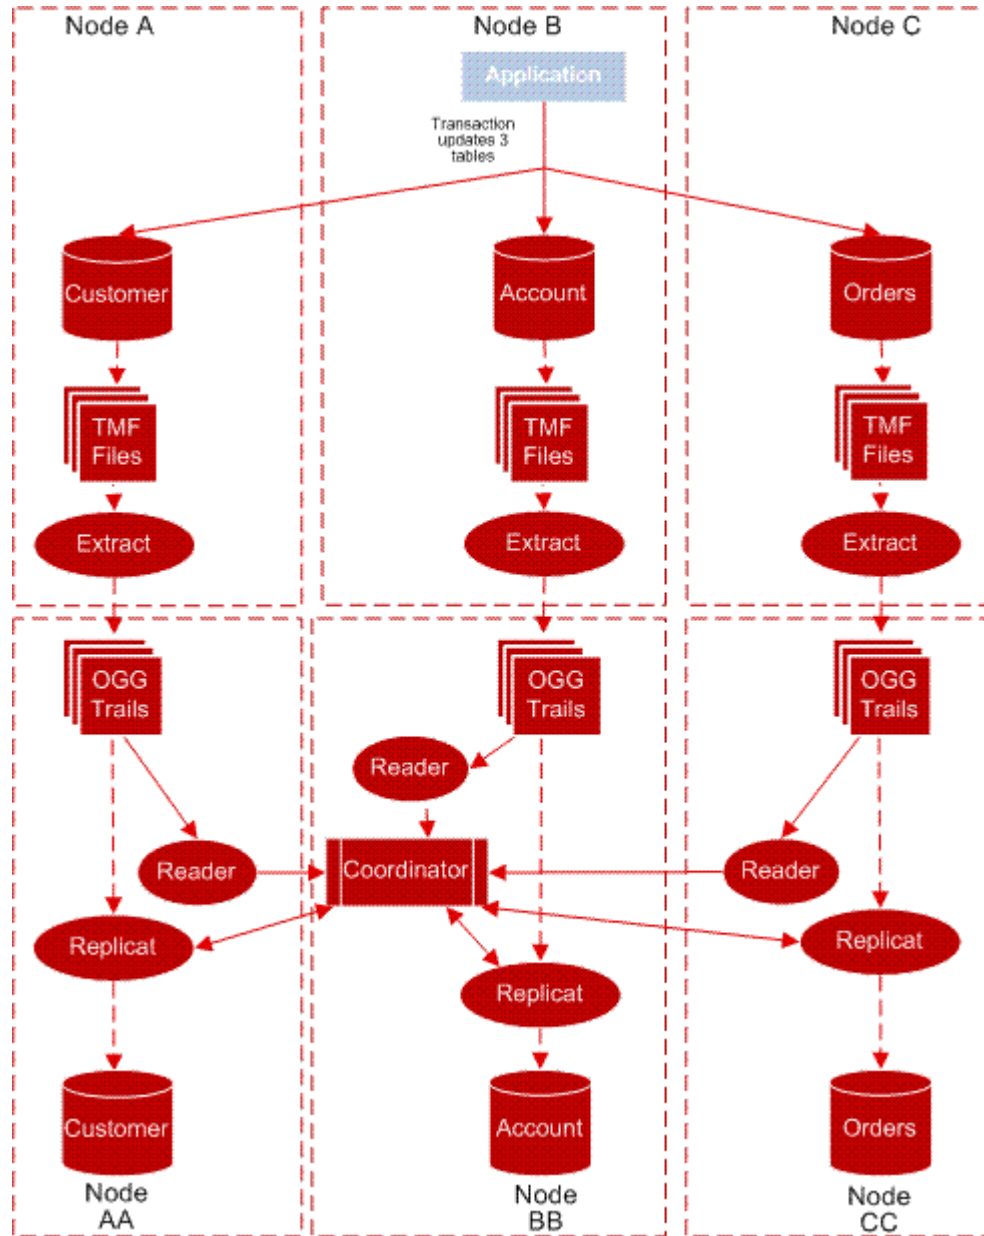 Node A
Node B
Node C
Application
Transaction
updates 3
tables
Customer
Account
Orders
TMF
Files
TMF
Files
TMF
Files
Extract
Extract
Extract
OGG
Trails
OGG
Trails
OGG
Trails
Reader
Reader
Coordinator
Reader
Replicat
Replicat
Replicat
Customer
Account
Orders
Node
AA
Node
BB
Node
CC